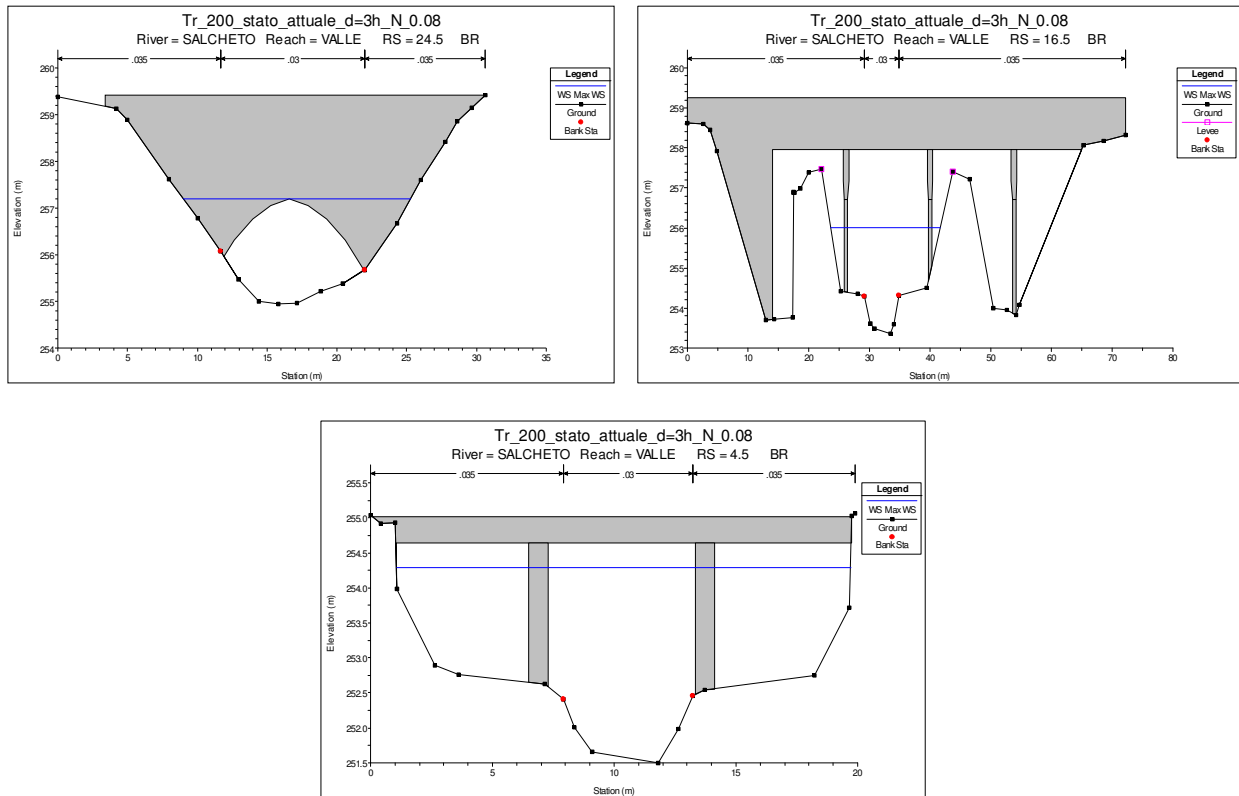 Tr_200_stato_attuale_d=3h_N_0.08
River = SALCHETO Reach = VALLE RS = 24.5 BR
.035 .03 .035
Legend
WS Max WS
Ground
Bank Sta
260
259
258
257
256
255
254
Elevation (m)
0 5 10 15 20 25 30 35
Station (m)
Tr_200_stato_attuale_d=3h_N_0.08
River = SALCHETO Reach = VALLE RS = 16.5 BR
.035 .03 .035
Legend
WS Max WS
Ground
Levee
Bank Sta
260
259
258
257
256
255
254
253
Elevation (m)
0 10 20 30 40 50 60 70 80
Station (m)
Tr_200_stato_attuale_d=3h_N_0.08
River = SALCHETO Reach = VALLE RS = 4.5 BR
.035 .03 .035
Legend
WS Max WS
Ground
Bank Sta
255.5
255.0
254.5
254.0
253.5
253.0
252.5
252.0
251.5
Elevation (m)
0 5 10 15 20
Station (m)